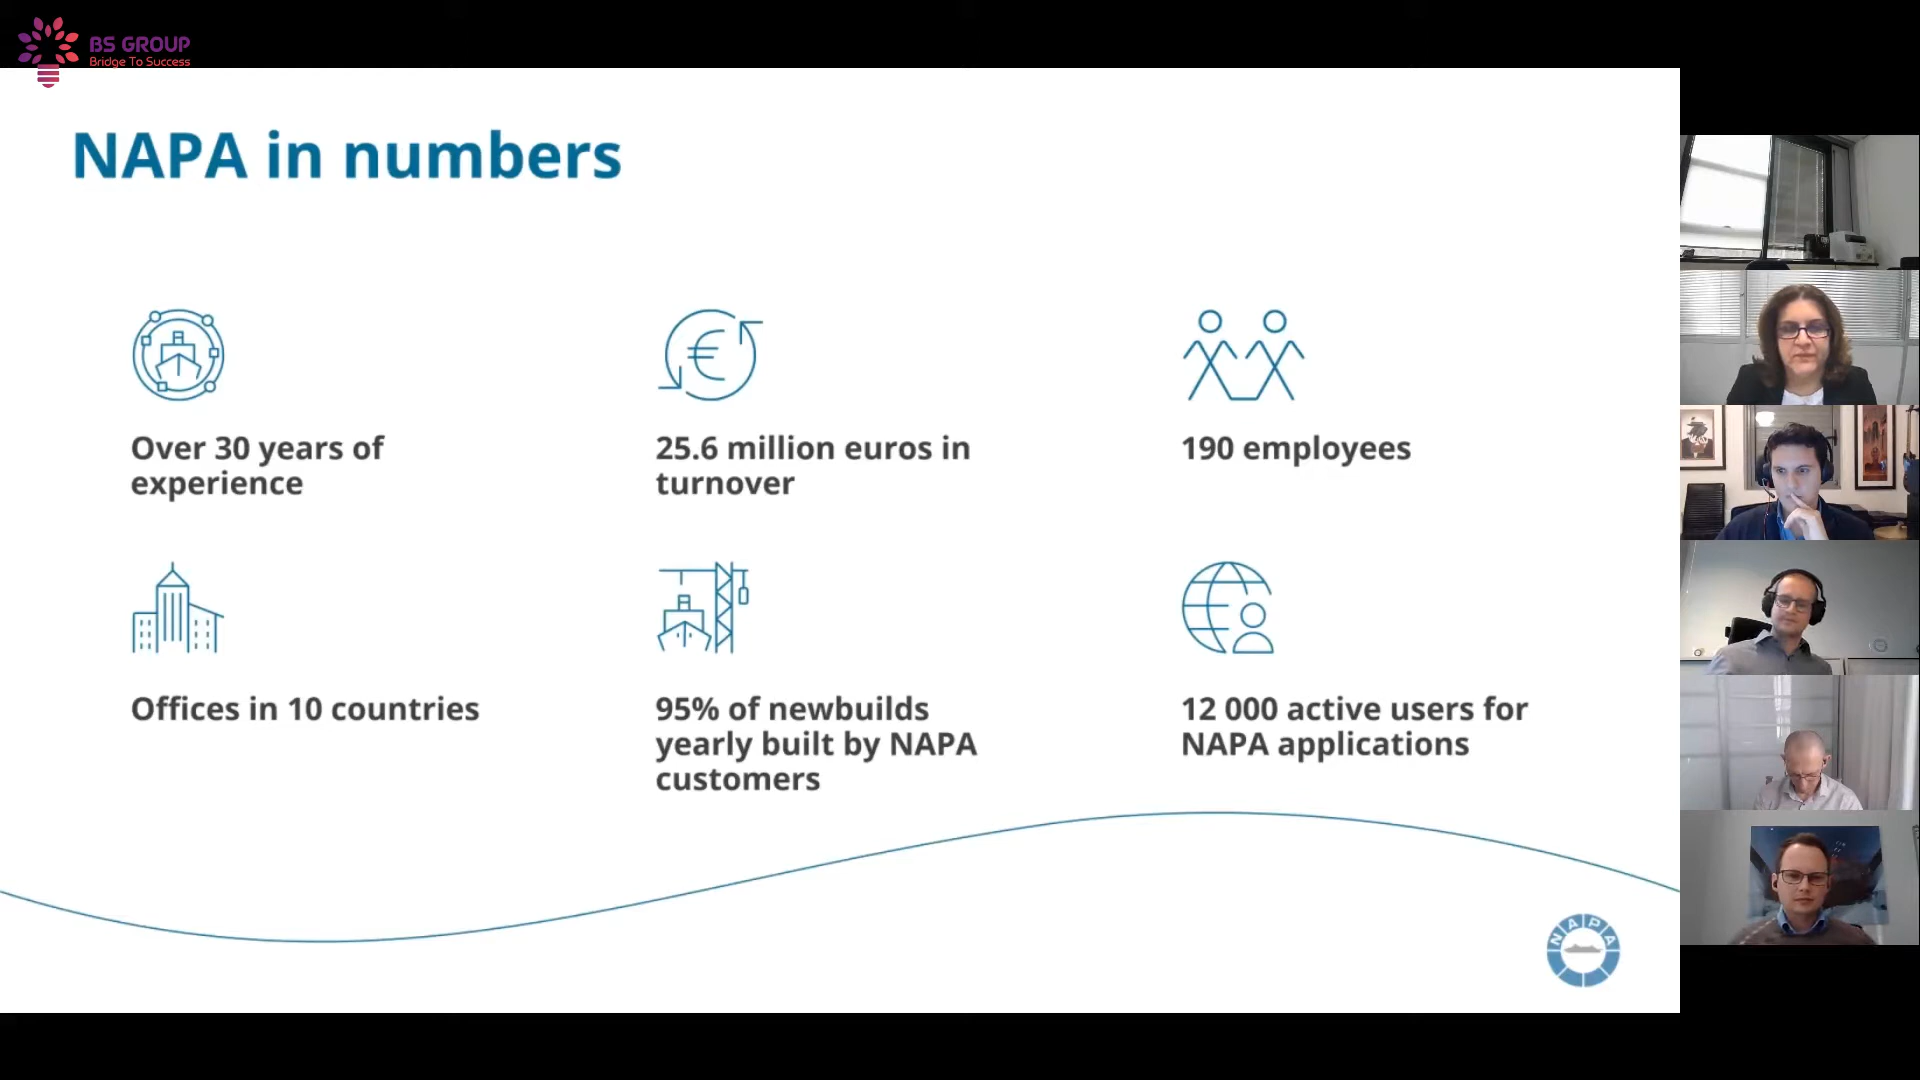 BS GROUP
Bridge To Success
NAPA in numbers
Over 30 years of
experience
25.6 million euros in
turnover
190 employees
Offices in 10 countries
95% of newbuilds
yearly built by NAPA
customers
12 000 active users for
NAPA applications
NAPA